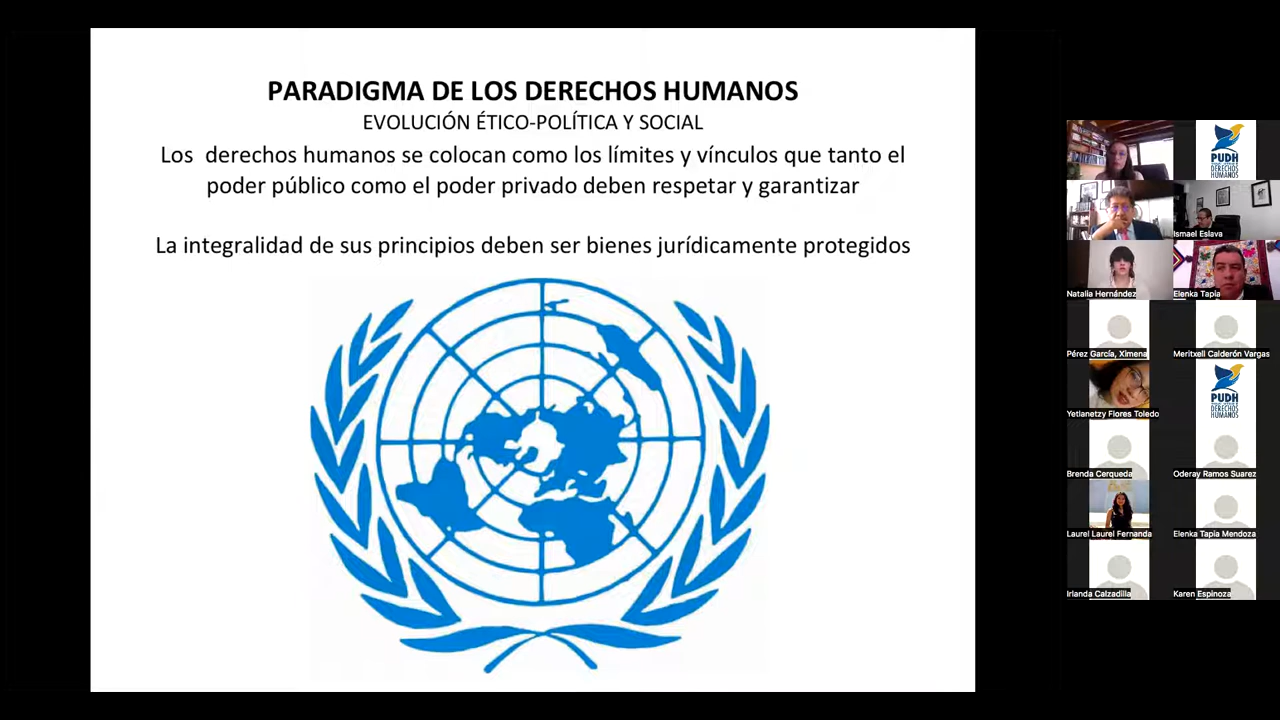 PARADIGMA DE LOS DERECHOS HUMANOS
EVOLUCIÓN ÉTICO-POLÍTICA Y SOCIAL
Los derechos humanos se colocan como los límites y vínculos que tanto el
poder público como el poder privado deben respetar y garantizar
La integralidad de sus principios deben ser bienes jurídicamente protegidos
PUDH
DERECHOS
HUMANOS
Ismael Eslava
Natalia Hernández
Elenka Tapia
Pérez García, Ximena
Meritxell Calderón Vargas
Yetlanetzy Flores Toledo
PUDH
DERECHOS
HUMANOS
Brenda Cerqueda
Oderay Ramos Suarez
Laurel Laurel Fernanda
Elenka Tapia Mendoza
Irlanda Calzadilla
Karen Espinoza